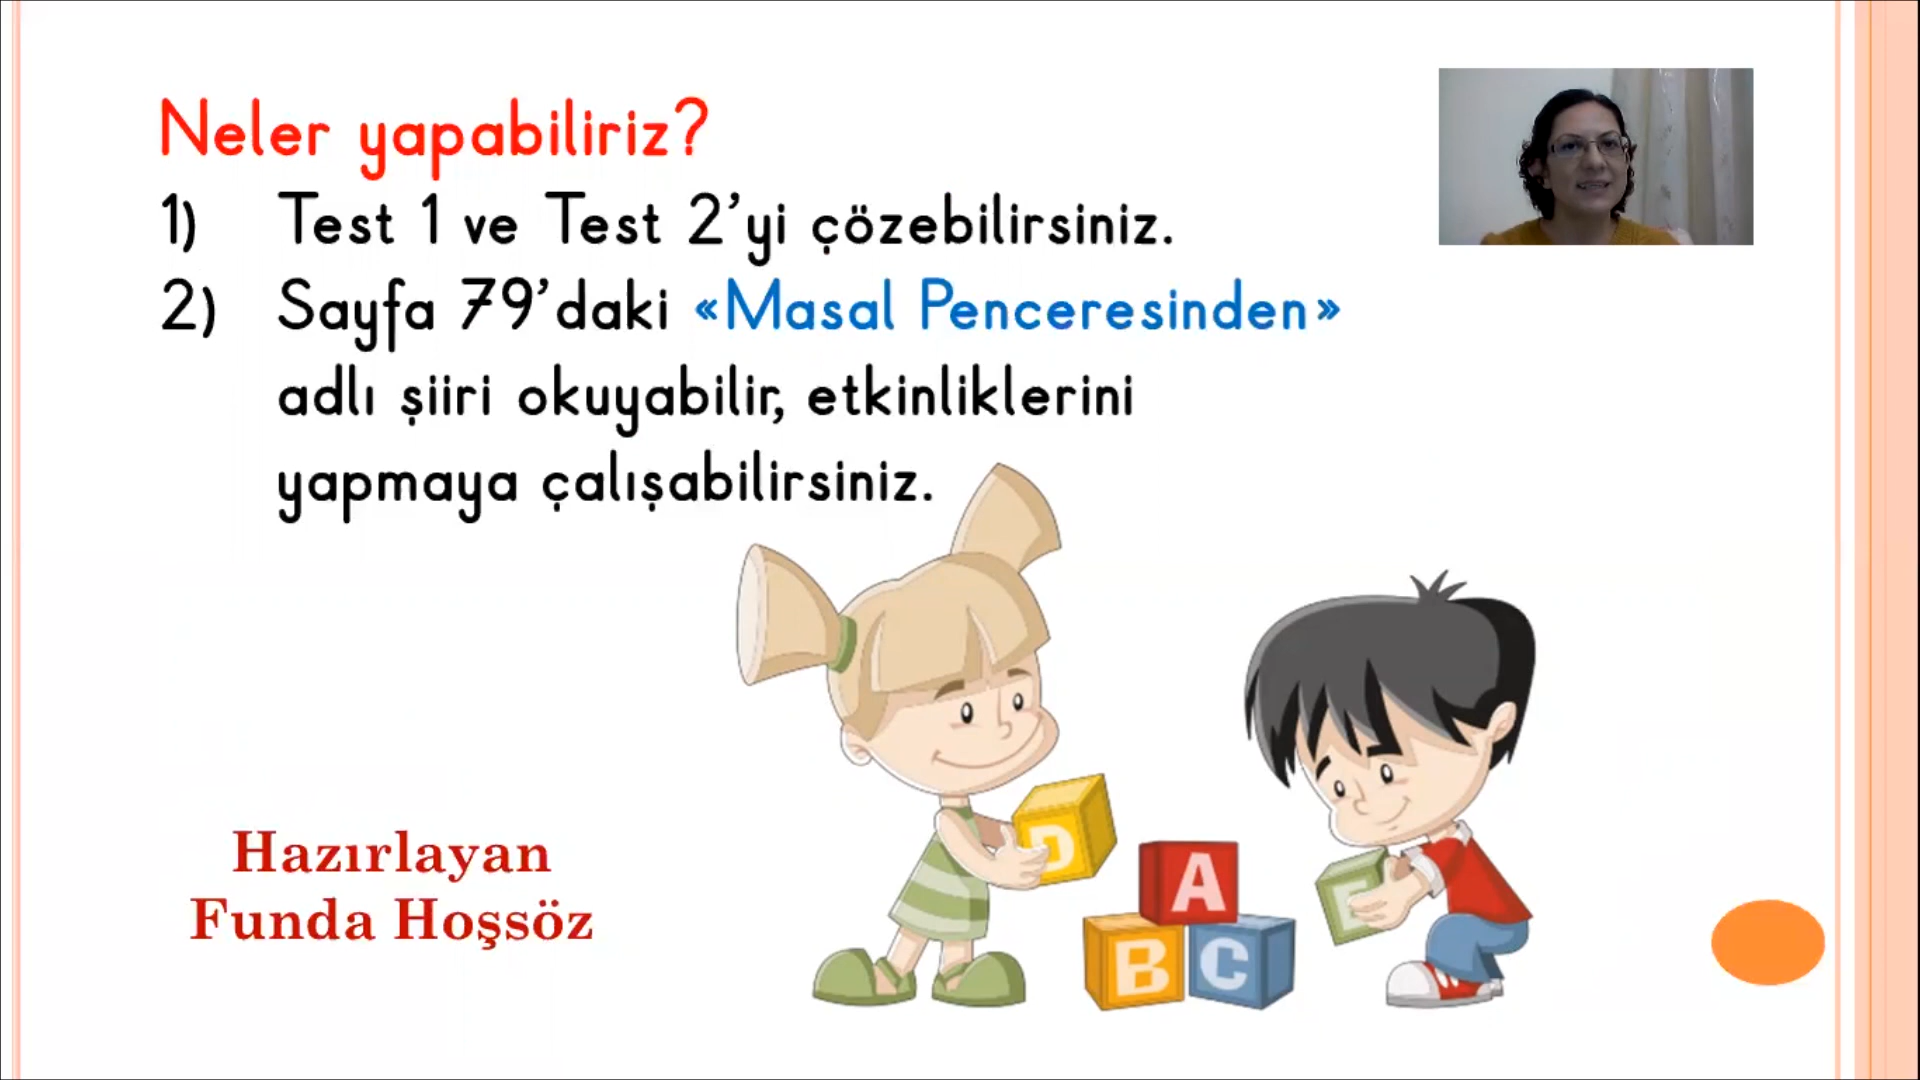 Neler yapabiliriz?
1) Test 1 ve Test 2’yi çözebilirsiniz.
2) Sayfa 79’daki «Masal Penceresinden»
adlı şiiri okuyabilir, etkinliklerini
yapmaya çalışabilirsiniz.
Hazırlayan
Funda Hoşsöz
D
A
E
B C